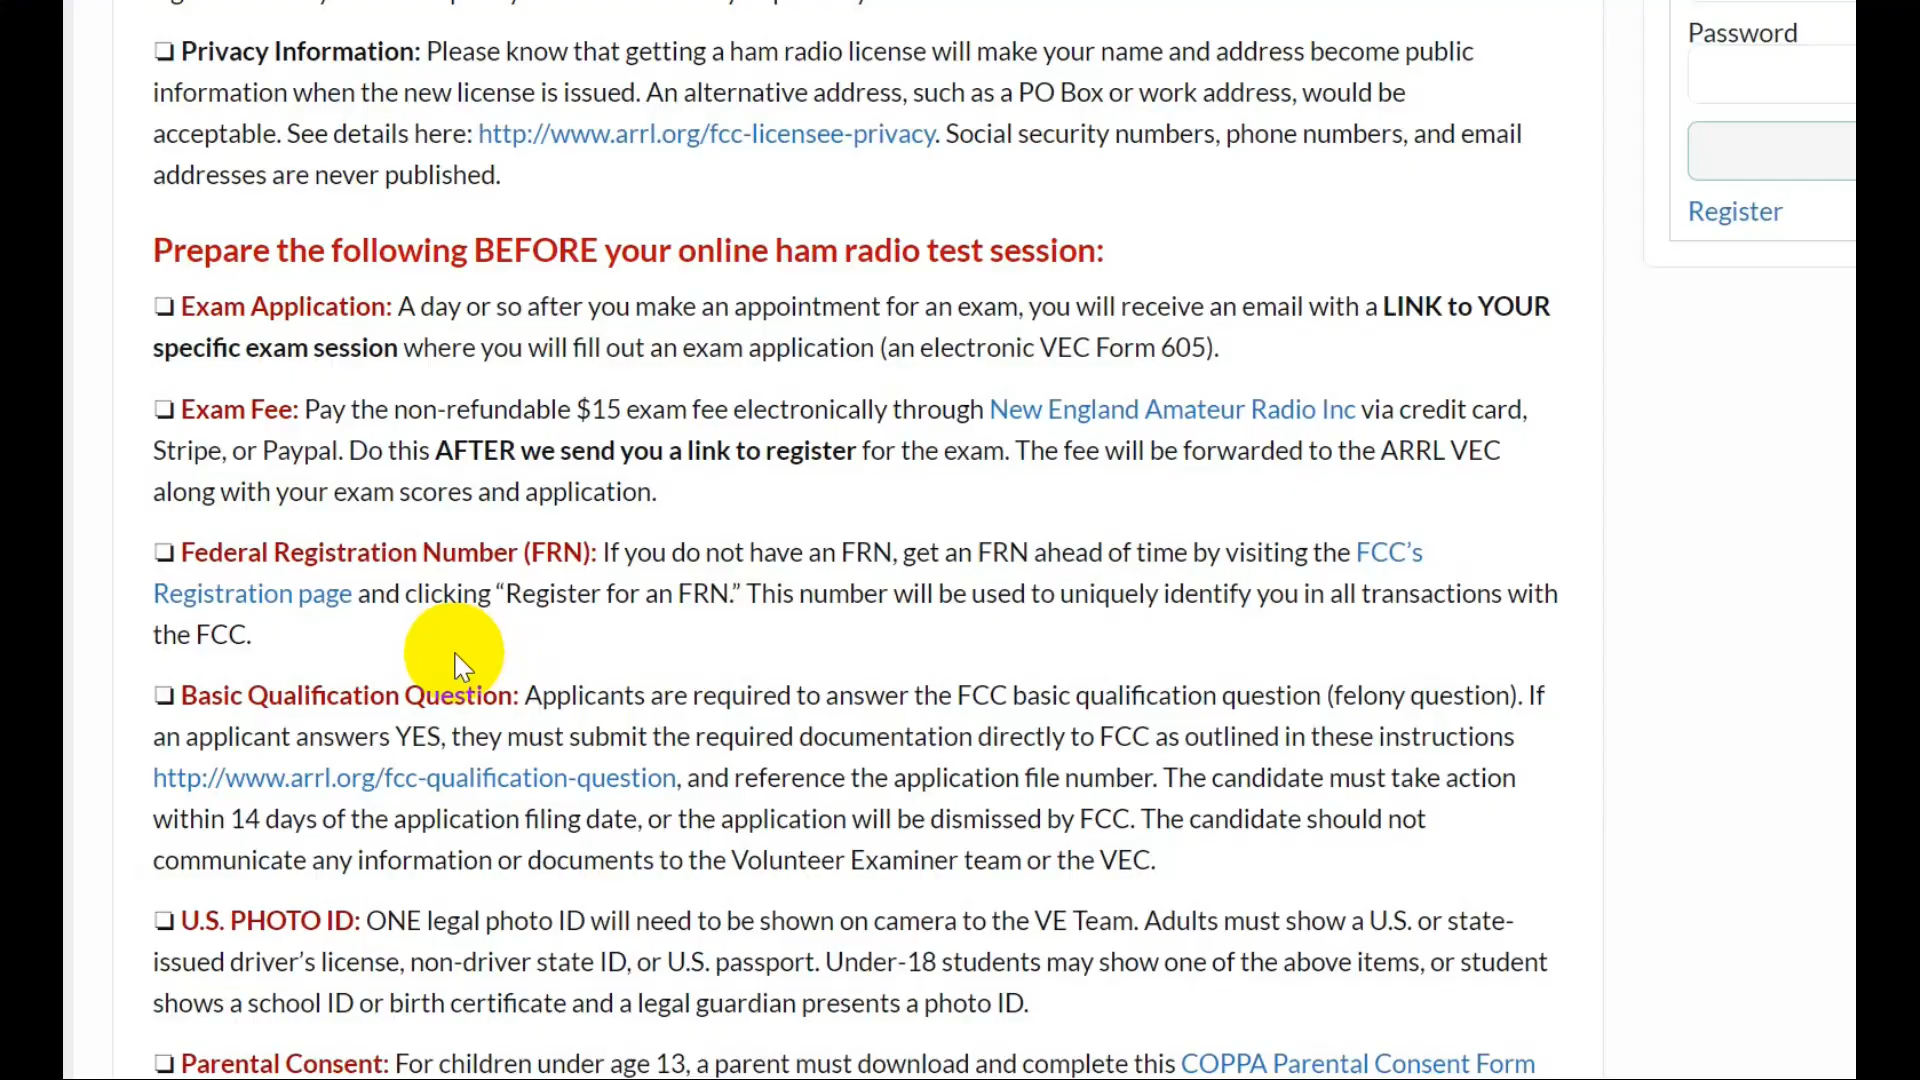 ❏ Privacy Information: Please know that getting a ham radio license will make your name and address become public
information when the new license is issued. An alternative address, such as a PO Box or work address, would be
acceptable. See details here: http://www.arrl.org/fcc-licensee-privacy. Social security numbers, phone numbers, and email
addresses are never published.
Prepare the following BEFORE your online ham radio test session:
❏ Exam Application: A day or so after you make an appointment for an exam, you will receive an email with a LINK to YOUR
specific exam session where you will fill out an exam application (an electronic VEC Form 605).
❏ Exam Fee: Pay the non-refundable $15 exam fee electronically through New England Amateur Radio Inc via credit card,
Stripe, or Paypal. Do this AFTER we send you a link to register for the exam. The fee will be forwarded to the ARRL VEC
along with your exam scores and application.
❏ Federal Registration Number (FRN): If you do not have an FRN, get an FRN ahead of time by visiting the FCC’s
Registration page and clicking “Register for an FRN.” This number will be used to uniquely identify you in all transactions with
the FCC.
❏ Basic Qualification Question: Applicants are required to answer the FCC basic qualification question (felony question). If
an applicant answers YES, they must submit the required documentation directly to FCC as outlined in these instructions
http://www.arrl.org/fcc-qualification-question, and reference the application file number. The candidate must take action
within 14 days of the application filing date, or the application will be dismissed by FCC. The candidate should not
communicate any information or documents to the Volunteer Examiner team or the VEC.
❏ U.S. PHOTO ID: ONE legal photo ID will need to be shown on camera to the VE Team. Adults must show a U.S. or state-
issued driver’s license, non-driver state ID, or U.S. passport. Under-18 students may show one of the above items, or student
shows a school ID or birth certificate and a legal guardian presents a photo ID.
❏ Parental Consent: For children under age 13, a parent must download and complete this COPPA Parental Consent Form
Password
Register